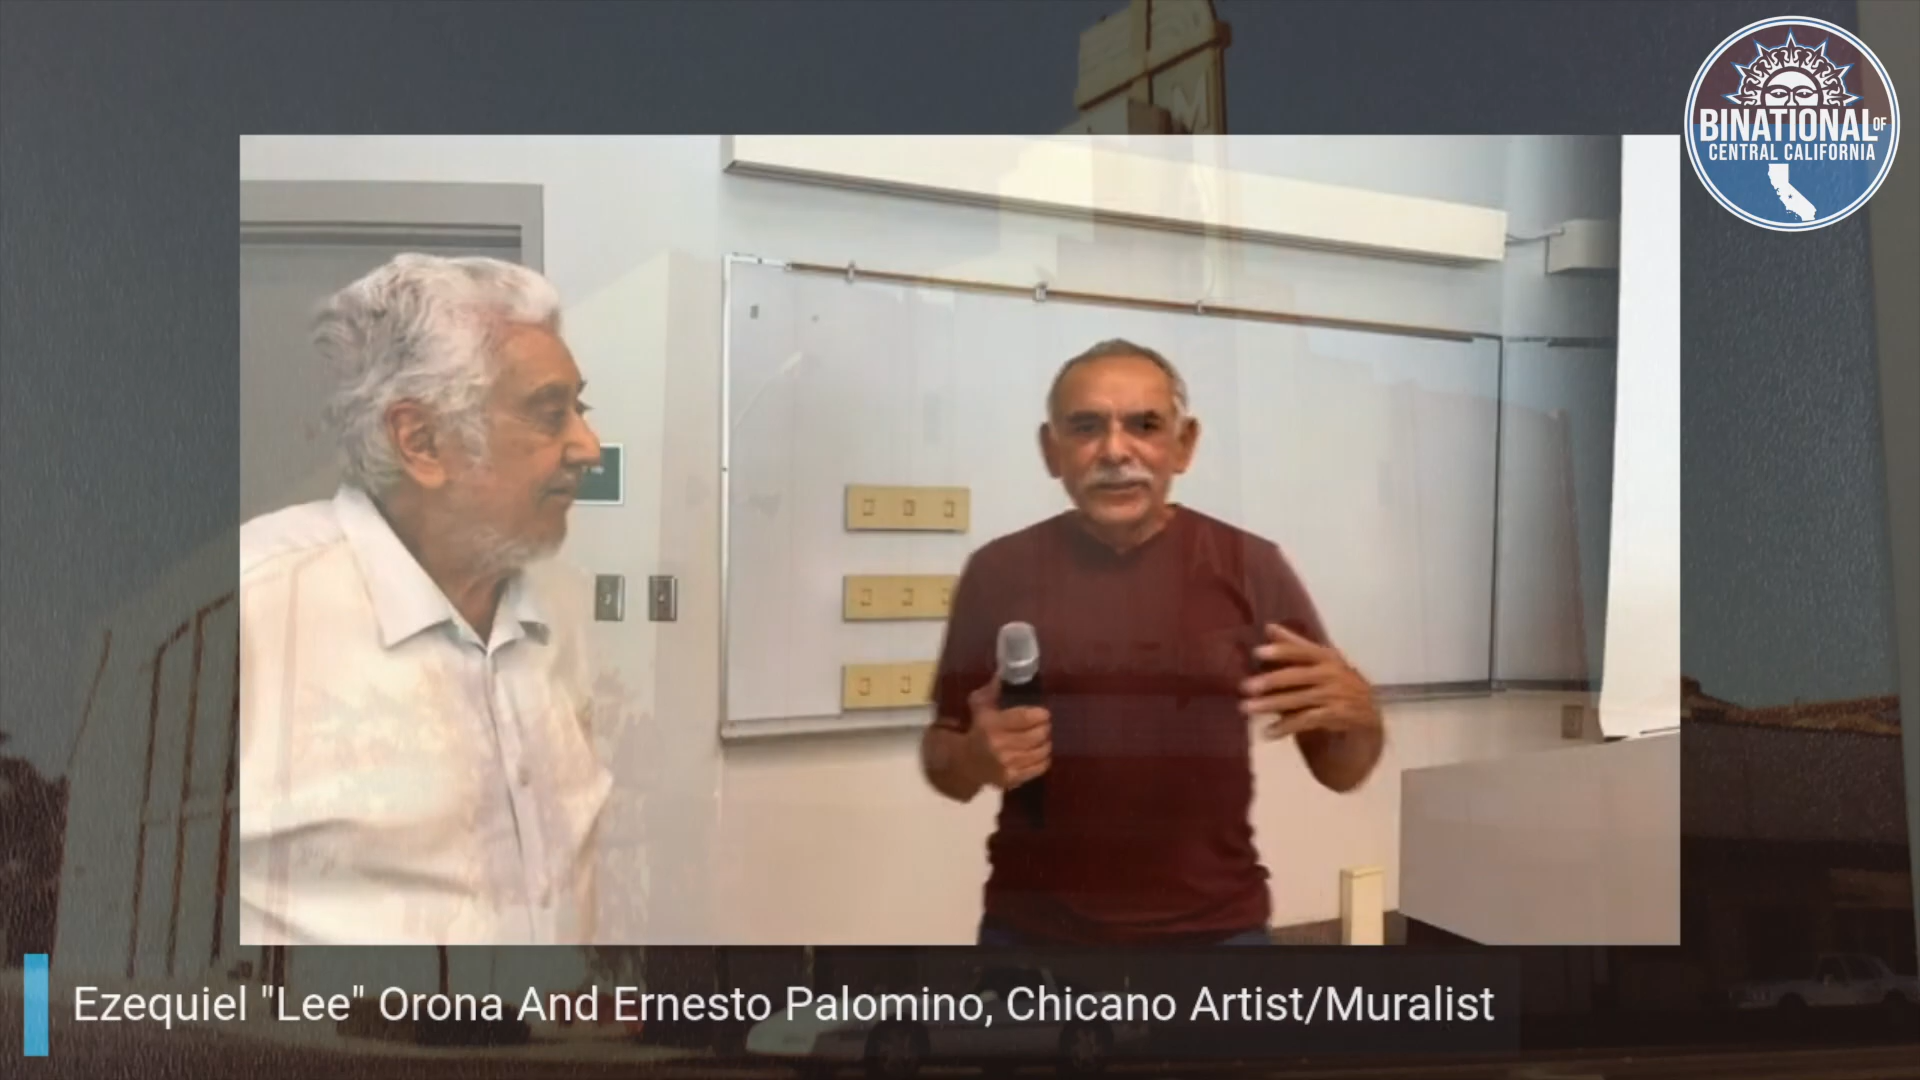 BINATIONAL OF
CENTRAL CALIFORNIA
M
Ezequiel "Lee" Orona And Ernesto Palomino, Chicano Artist/Muralist